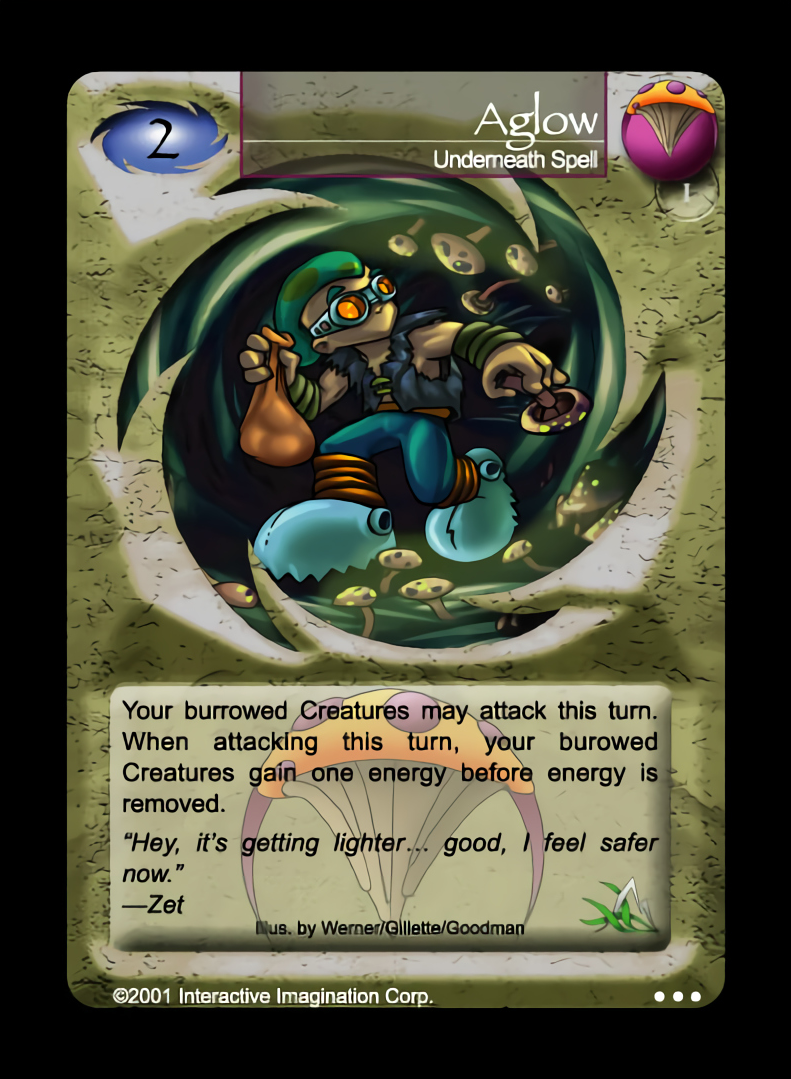 2
Aglow
Underneath Spell
1
Your burrowed Creatures may attack this turn.
When attacking this turn, your burowed
Creatures gain one energy before energy is
removed.
"Hey, it's getting lighter... good, I feel safer
now."
—Zet
Illus. by Werner/Gillette/Goodman
©2001 Interactive Imagination Corp.